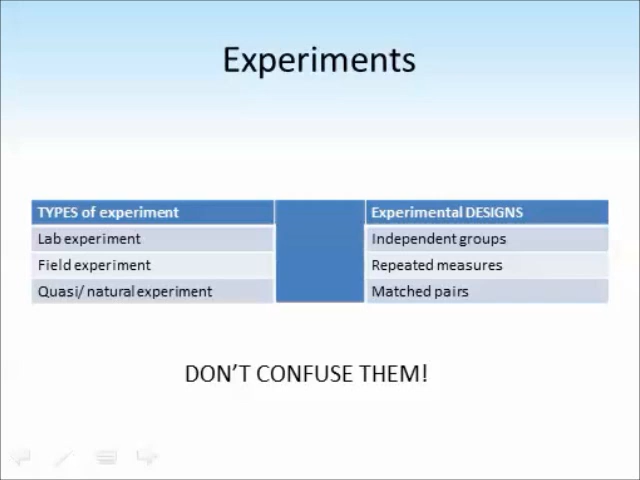 Experiments
TYPES of experiment
Experimental DESIGNS
Lab experiment
Independent groups
Field experiment
Repeated measures
Quasi/ natural experiment
Matched pairs
DON'T CONFUSE THEM!